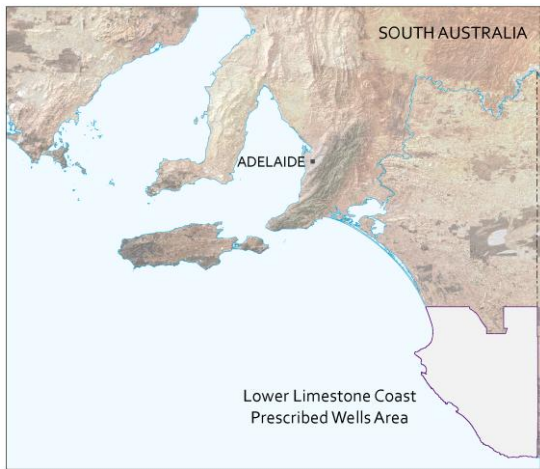 SOUTH AUSTRALIA
ADELAIDE
Lower Limestone Coast
Prescribed Wells Area